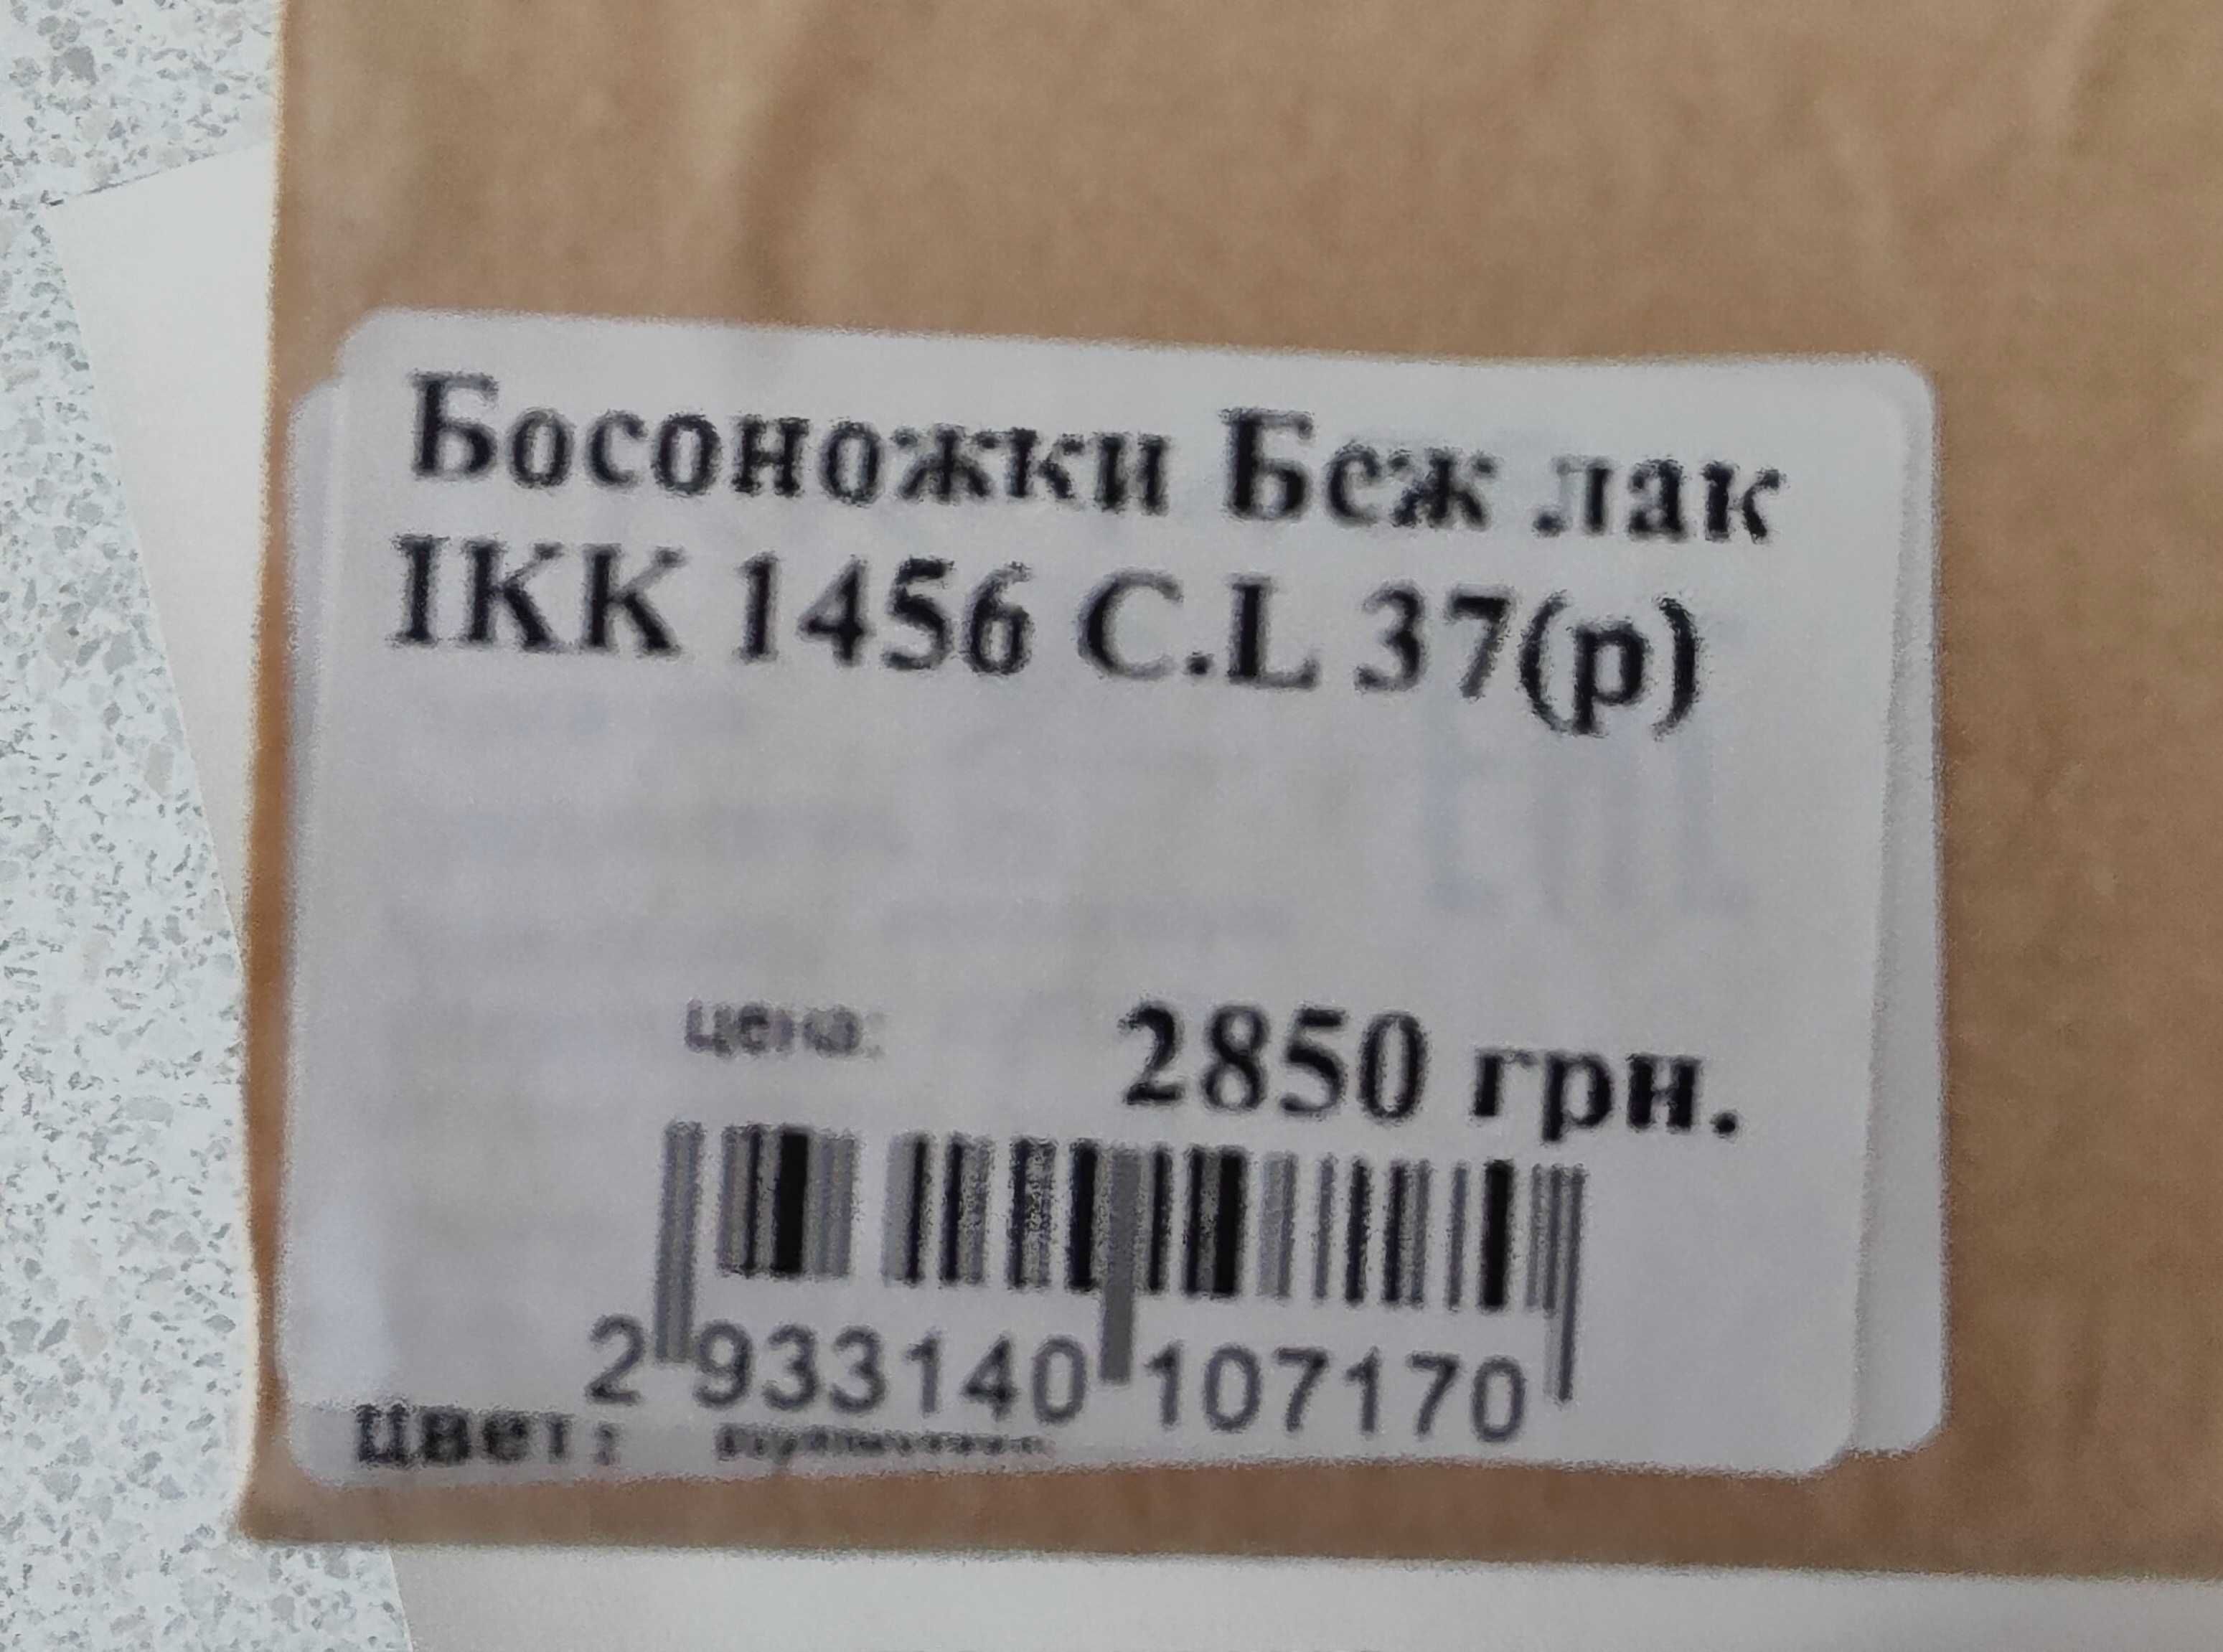 Босоножки Беж лак
IKK 1456 C.L 37(р)
цена: 2850 грн.
2 933140 107170
Цвет: